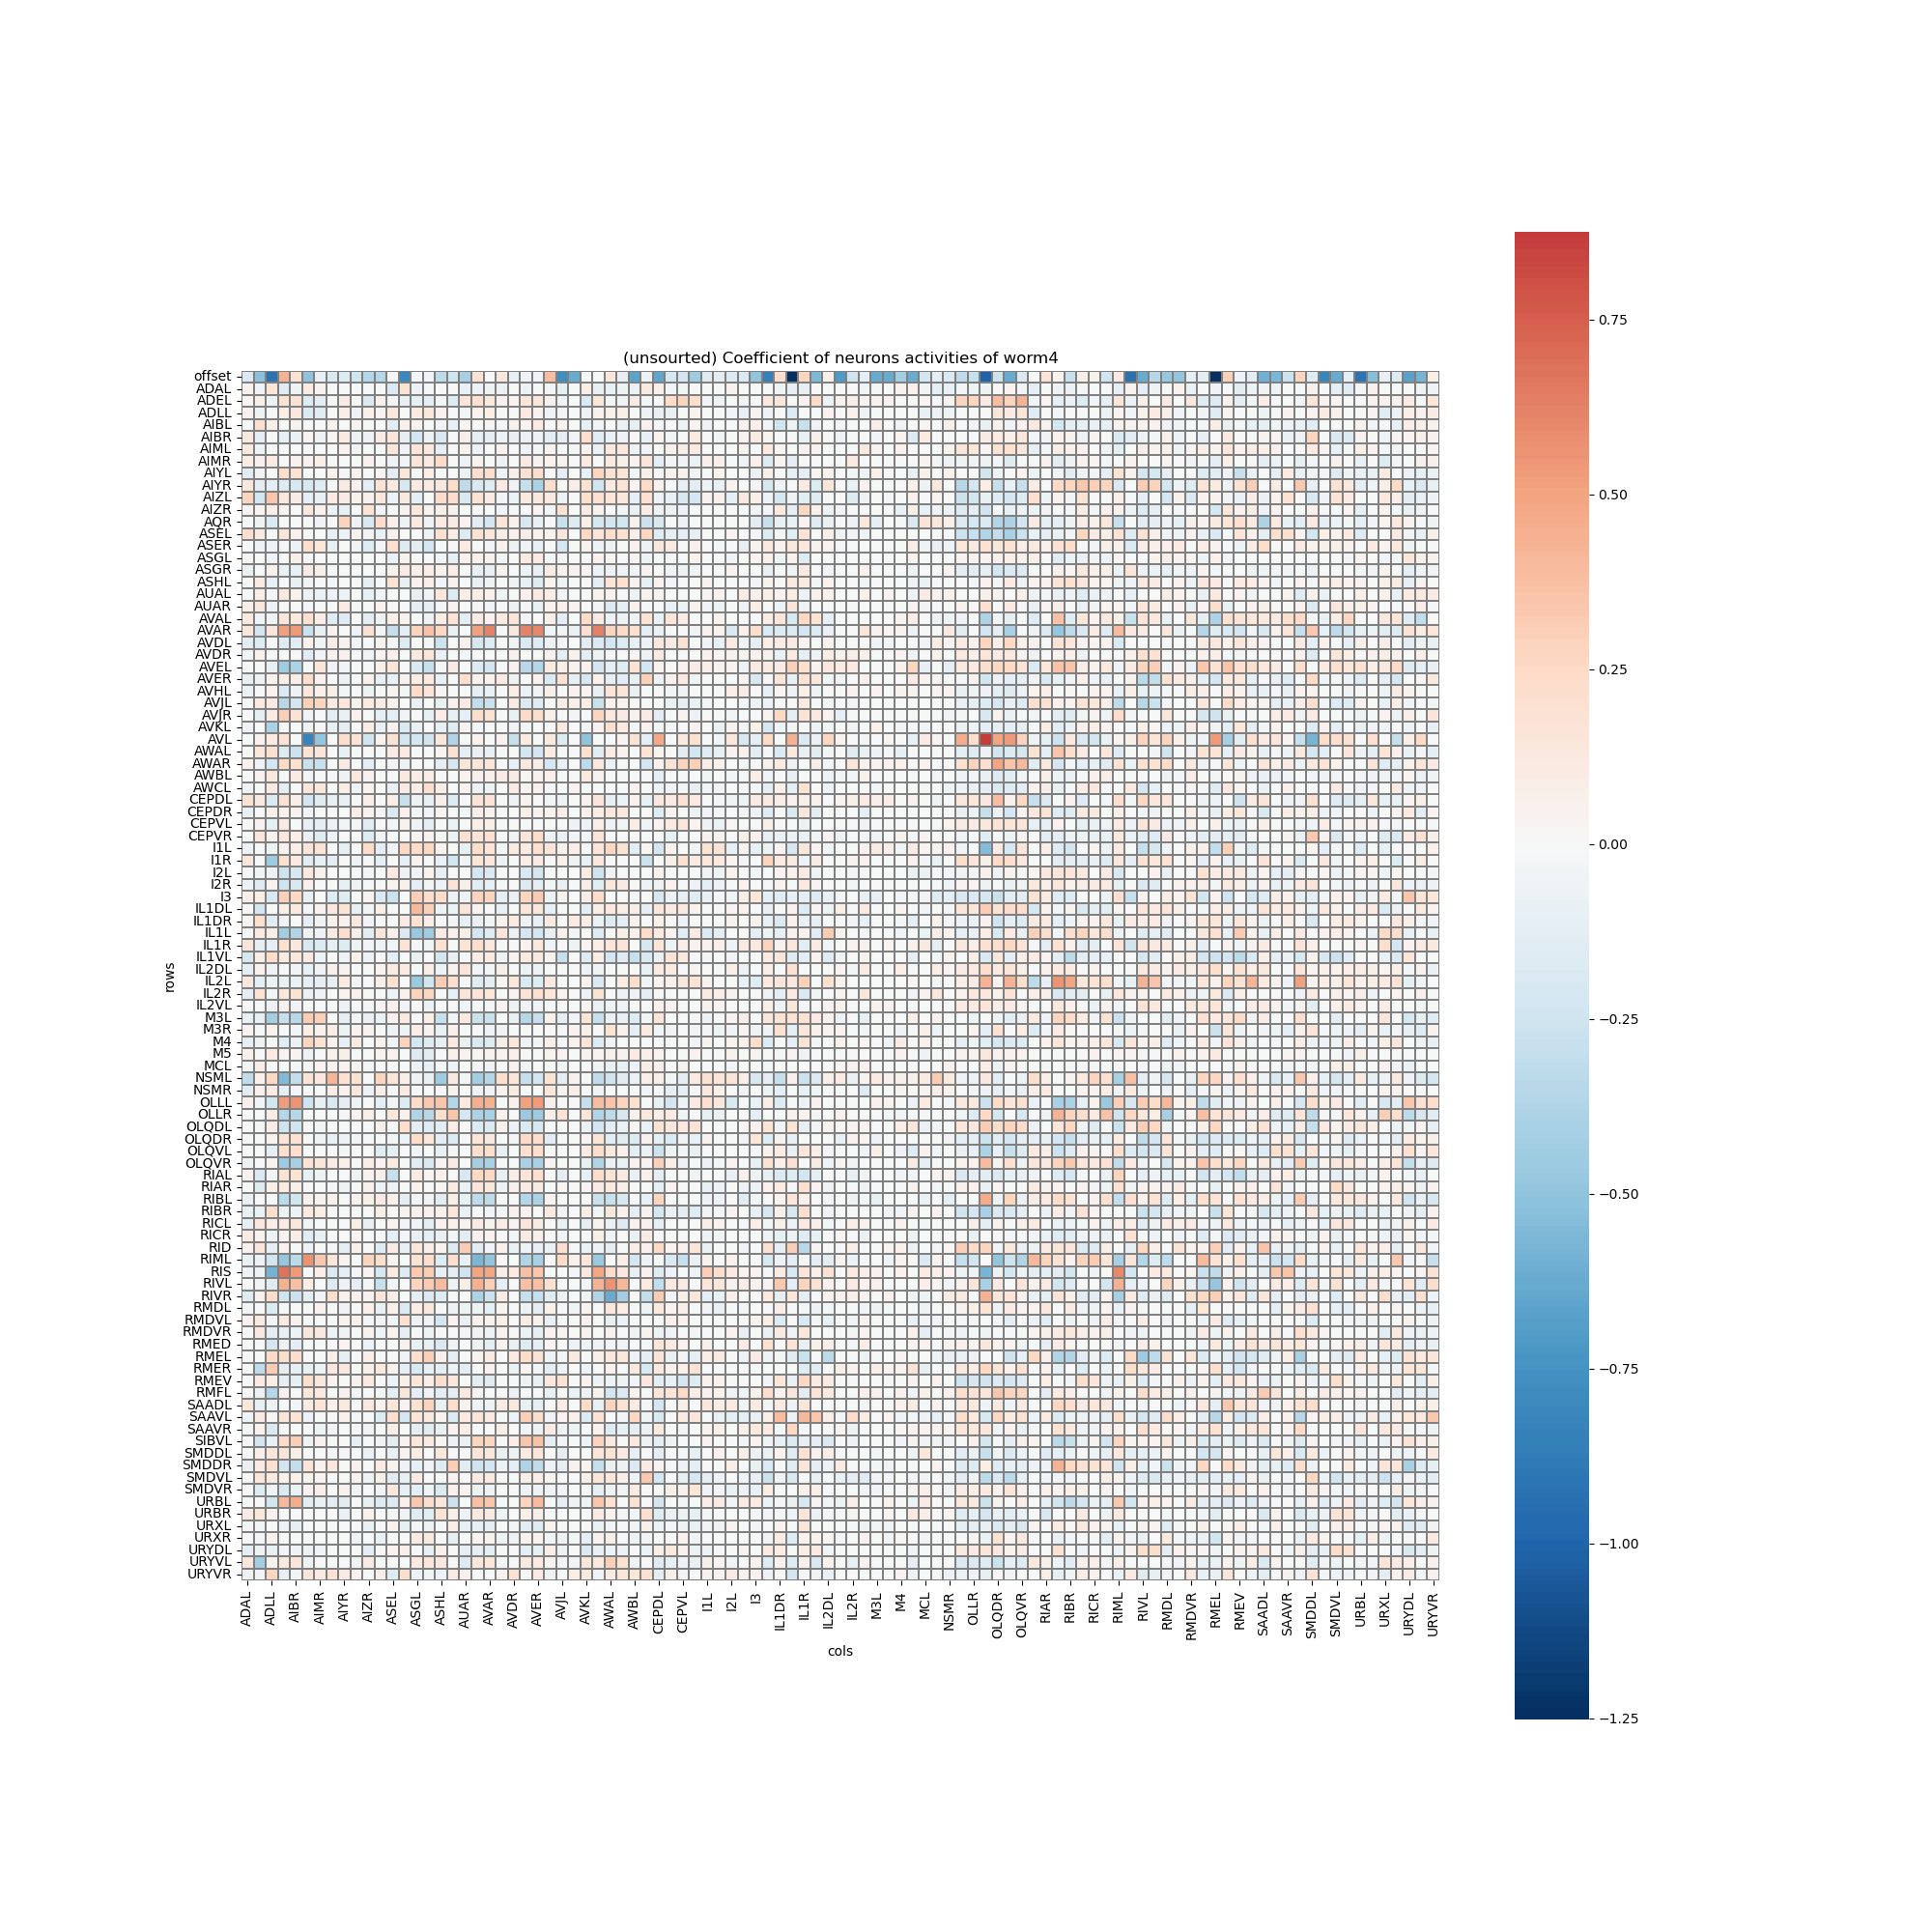 (unsourted) Coefficient of neurons activities of worm4
rows
offset
ADAL
ADEL
ADLL
AIBL
AIBR
AIML
AIMR
AIYL
AIYR
AIZL
AIZR
AQR
ASEL
ASER
ASGL
ASGR
ASHL
AUAL
AUAR
AVAL
AVAR
AVDL
AVDR
AVEL
AVER
AVHL
AVJL
AVJR
AVKL
AVL
AWAL
AWAR
AWBL
AWCL
CEPDL
CEPDR
CEPVL
CEPVR
I1L
I1R
I2L
I2R
I3
IL1DL
IL1DR
IL1L
IL1R
IL1VL
IL2DL
IL2L
IL2R
IL2VL
M3L
M3R
M4
M5
MCL
NSML
NSMR
OLLL
OLLR
OLQDL
OLQDR
OLQVL
OLQVR
RIAL
RIAR
RIBL
RIBR
RICL
RICR
RID
RIML
RIS
RIVL
RIVR
RMDL
RMDVL
RMDVR
RMED
RMEL
RMER
RMEV
RMFL
SAADL
SAAVL
SAAVR
SIBVL
SMDDL
SMDDR
SMDVL
SMDVR
URBL
URBR
URXL
URXR
URYDL
URYVL
URYVR
ADAL ADLL AIBR AIMR AIYR AIZR ASEL ASGL ASHL AUAR AVAR AVDR AVER AVJL AVKL AWAL AWBL CEPDL CEPVL I1L I2L I3 IL1DR IL1R IL2DL IL2R M3L M4 MCL NSMR OLLR OLQDR OLQVR RIAR RIBR RICR RIML RIVL RMDL RMDVR RMEL RMEV SAADL SAAVR SMDDL SMDVL URBL URXL URYDL URYVR
cols
0.75
0.50
0.25
0.00
−0.25
−0.50
−0.75
−1.00
−1.25